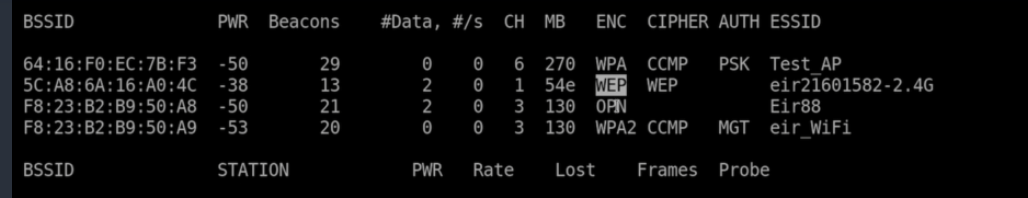 BSSID PWR Beacons #Data, #/s CH MB ENC CIPHER AUTH ESSID
64:16:F0:EC:7B:F3 -50 29 0 0 6 270 WPA CCMP PSK Test_AP
5C:A8:6A:16:A0:4C -38 13 2 0 1 54e WEP WEP eir21601582-2.4G
F8:23:B2:B9:50:A8 -50 21 2 0 3 130 OPN Eir88
F8:23:B2:B9:50:A9 -53 20 0 0 3 130 WPA2 CCMP MGT eir_WiFi
BSSID STATION PWR Rate Lost Frames Probe